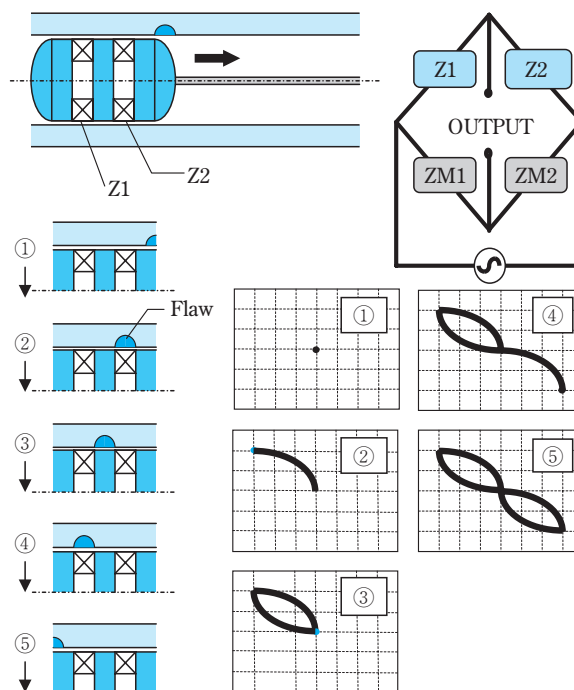 Z1
Z2
Z1
Z2
OUTPUT
ZM1
ZM2
①
②
Flaw
③
④
⑤
①
④
②
⑤
③